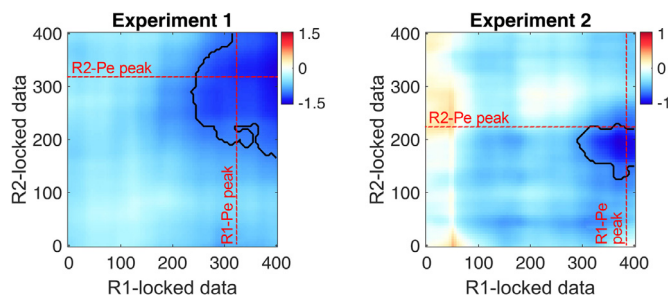 Experiment 1
400
300
200
100
0
R2-locked data
R2-Pe peak
R1-Pe peak
0 100 200 300 400
R1-locked data
1.5
-1.5
Experiment 2
400
300
200
100
0
R2-locked data
R2-Pe peak
R1-Pe
peak
0 100 200 300 400
R1-locked data
1
-1